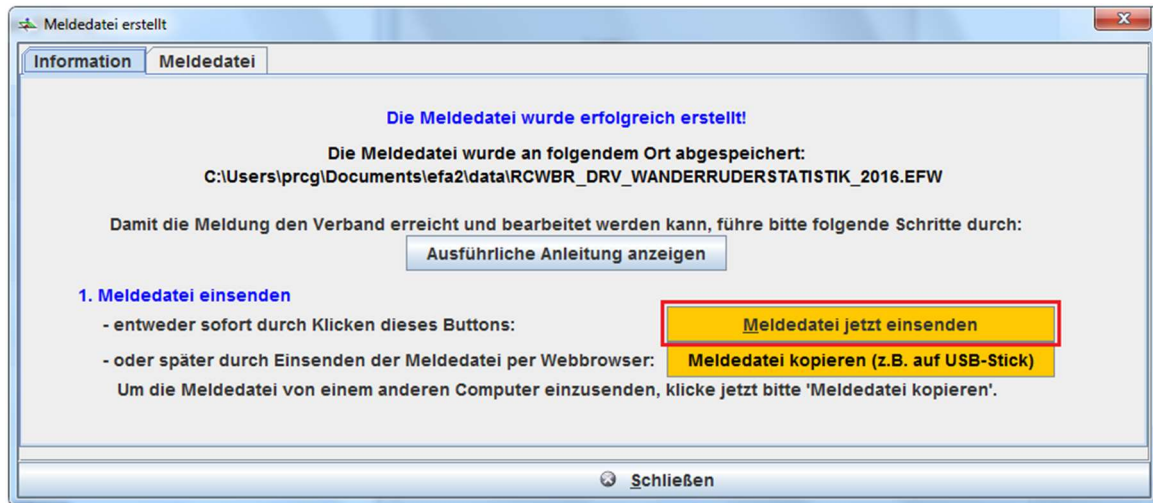 Meldedatei erstellt
Information
Meldedatei
Die Meldedatei wurde erfolgreich erstellt!
Die Meldedatei wurde an folgendem Ort abgespeichert:
C:\Users\prcg\Documents\efa2\data\RCWBR_DRV_WANDERRUDERSTATISTIK_2016.EFW
Damit die Meldung den Verband erreicht und bearbeitet werden kann, führe bitte folgende Schritte durch:
Ausführliche Anleitung anzeigen
1. Meldedatei einsenden
- entweder sofort durch Klicken dieses Buttons:
Meldedatei jetzt einsenden
- oder später durch Einsenden der Meldedatei per Webbrowser:
Meldedatei kopieren (z.B. auf USB-Stick)
Um die Meldedatei von einem anderen Computer einzusenden, klicke jetzt bitte 'Meldedatei kopieren'.
Schließen